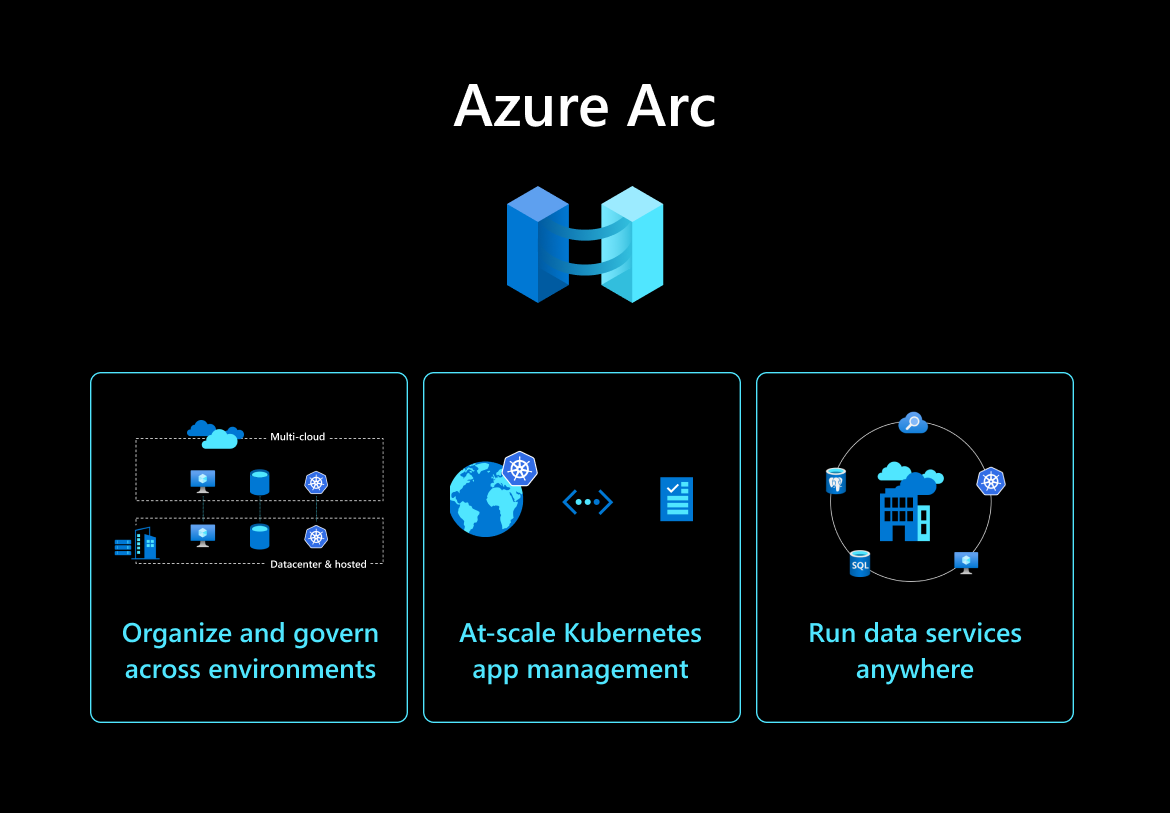 Azure Arc
Multi-cloud
Datacenter & hosted
Organize and govern
across environments
At-scale Kubernetes
app management
SQL
Run data services
anywhere